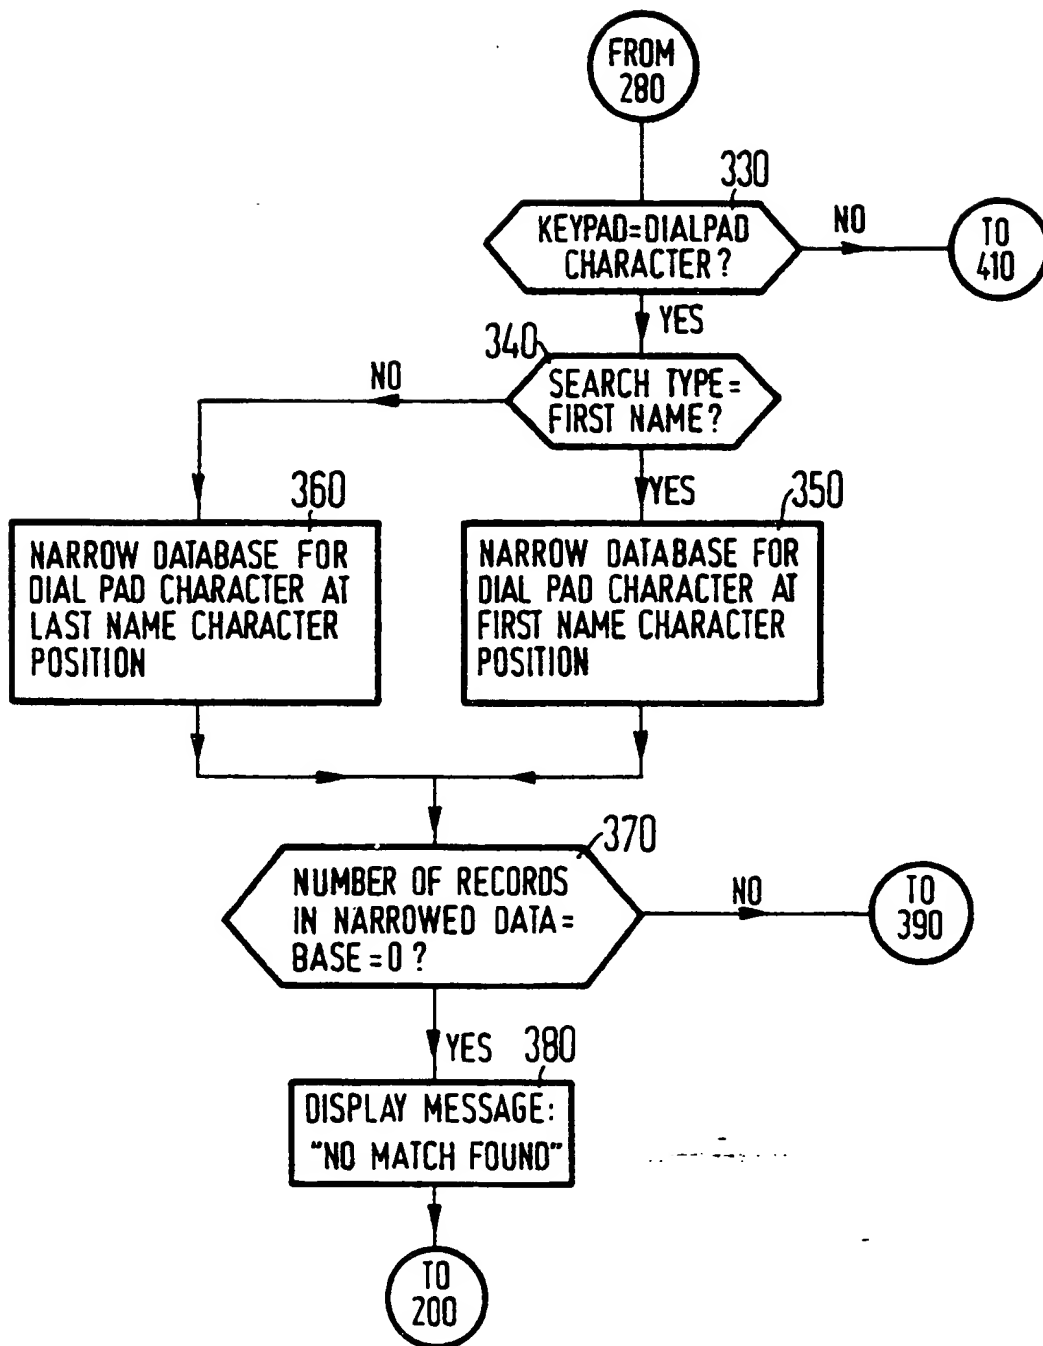 FROM
280
330
KEYPAD=DIALPAD
CHARACTER?
NO
TO
410
YES
340
SEARCH TYPE=
FIRST NAME?
NO
YES
360
NARROW DATABASE FOR
DIAL PAD CHARACTER AT
LAST NAME CHARACTER
POSITION
350
NARROW DATABASE FOR
DIAL PAD CHARACTER AT
FIRST NAME CHARACTER
POSITION
370
NUMBER OF RECORDS
IN NARROWED DATA=
BASE=0?
NO
TO
390
YES
380
DISPLAY MESSAGE:
"NO MATCH FOUND"
TO
200